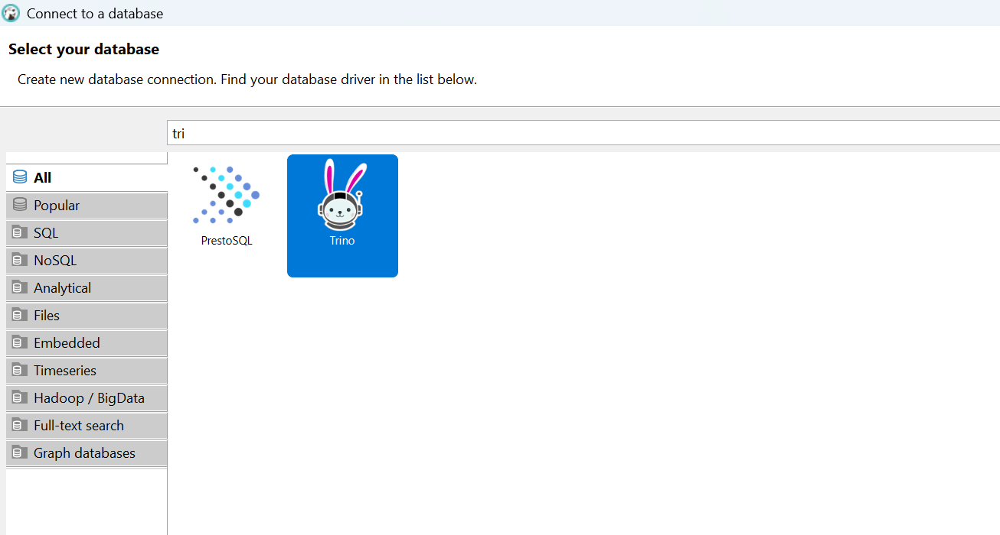 Connect to a database
Select your database
Create new database connection. Find your database driver in the list below.
tri
All
Popular
SQL
NoSQL
Analytical
Files
Embedded
Timeseries
Hadoop / BigData
Full-text search
Graph databases
PrestoSQL
Trino